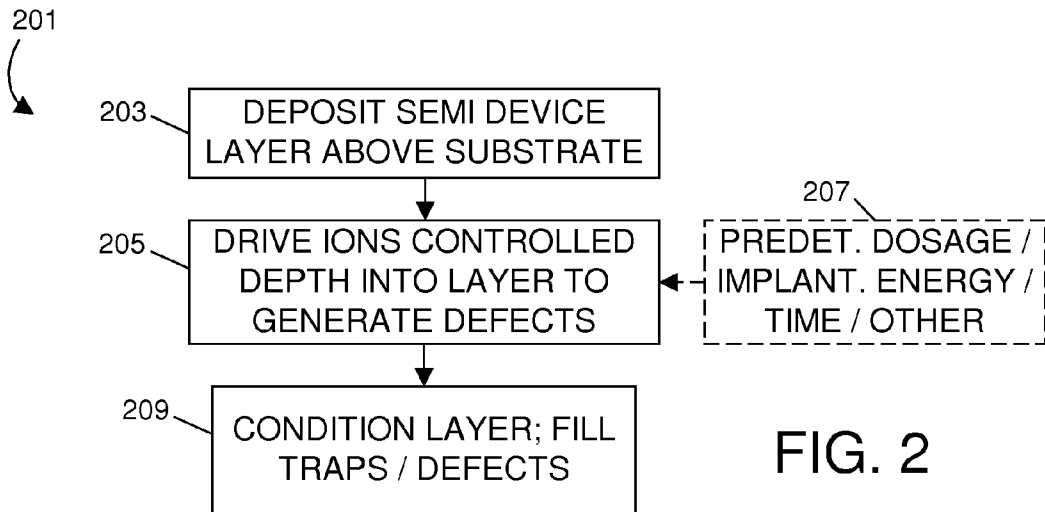 201
203
DEPOSIT SEMI DEVICE
LAYER ABOVE SUBSTRATE
205
DRIVE IONS CONTROLLED
DEPTH INTO LAYER TO
GENERATE DEFECTS
207
PREDET. DOSAGE /
IMPLANT. ENERGY /
TIME / OTHER
209
CONDITION LAYER; FILL
TRAPS / DEFECTS
FIG. 2